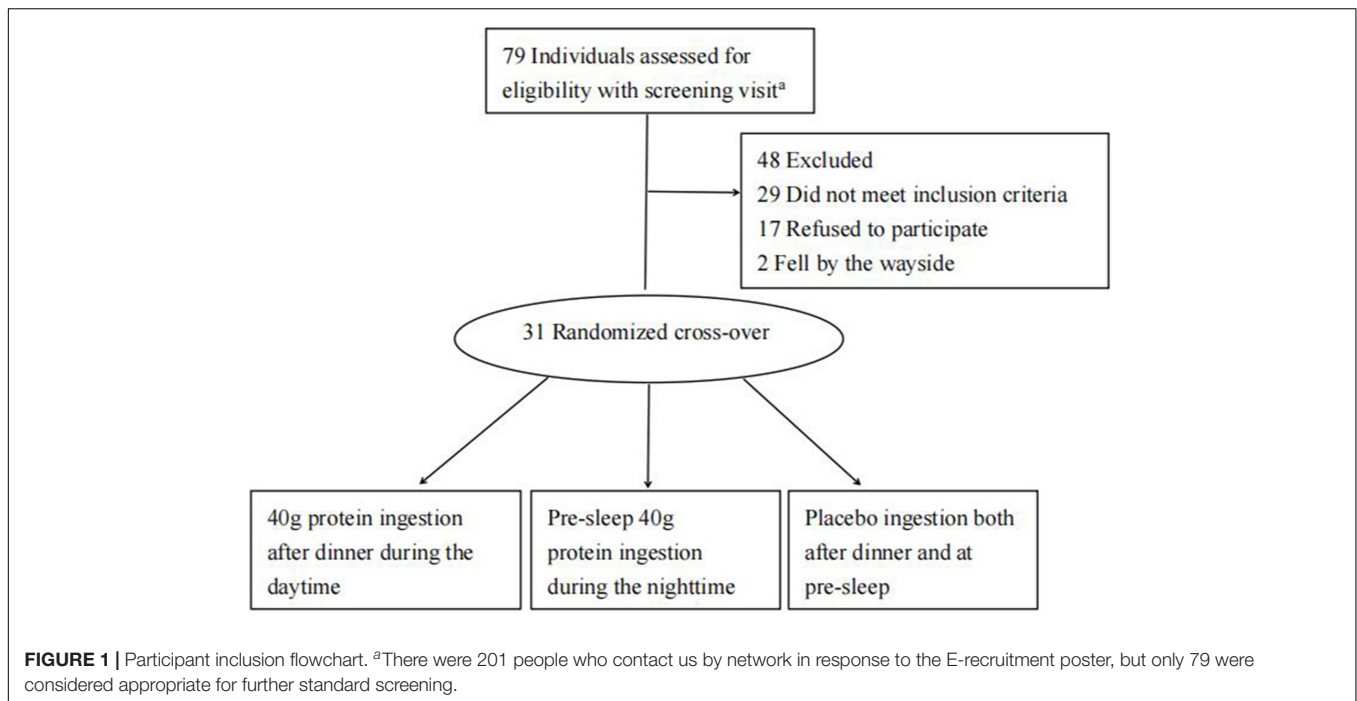 79 Individuals assessed for
eligibility with screening visitᵃ
48 Excluded
29 Did not meet inclusion criteria
17 Refused to participate
2 Fell by the wayside
31 Randomized cross-over
40g protein ingestion
after dinner during the
daytime
Pre-sleep 40g
protein ingestion
during the nighttime
Placebo ingestion both
after dinner and at
pre-sleep
FIGURE 1 | Participant inclusion flowchart. ᵃThere were 201 people who contact us by network in response to the E-recruitment poster, but only 79 were
considered appropriate for further standard screening.